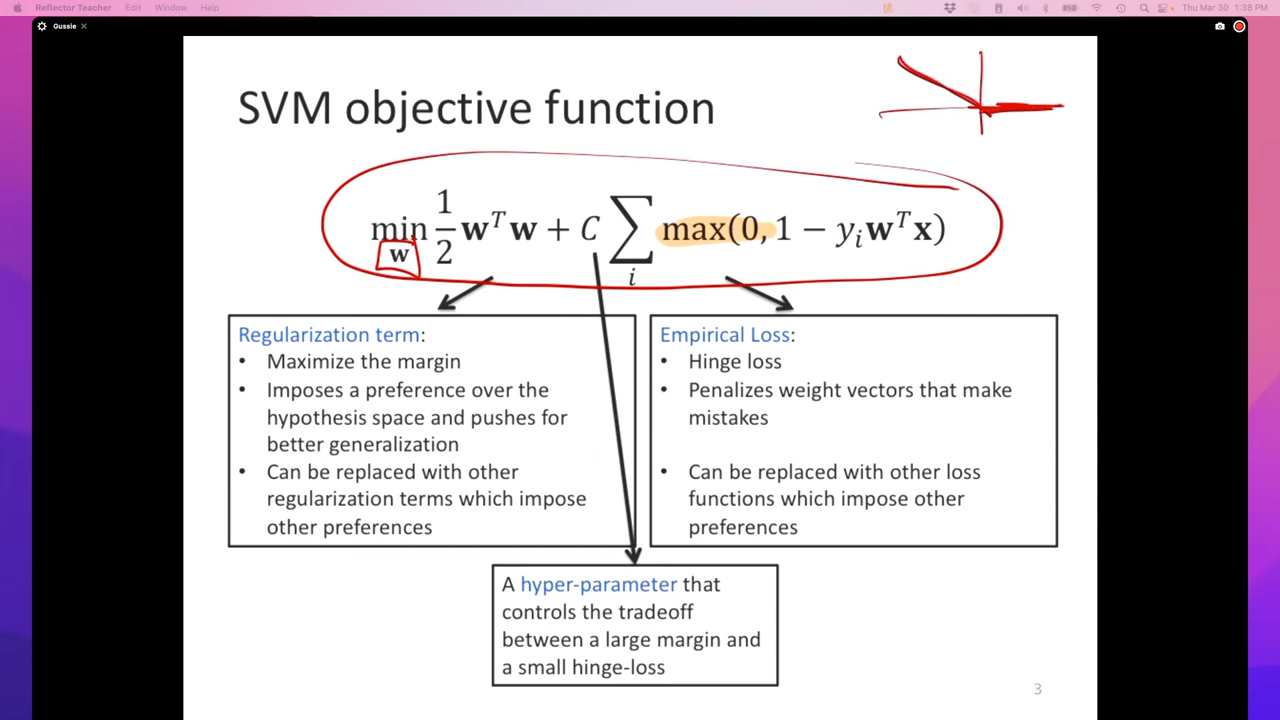 Reflector Teacher Edit Window Help Thu Mar 30 1:38 PM
Gussie ×
SVM objective function
min_w 1/2 w^T w + C ∑_i max(0, 1 − y_i w^T x)
Regularization term:
• Maximize the margin
• Imposes a preference over the
hypothesis space and pushes for
better generalization
• Can be replaced with other
regularization terms which impose
other preferences
Empirical Loss:
• Hinge loss
• Penalizes weight vectors that make
mistakes
• Can be replaced with other loss
functions which impose other
preferences
A hyper-parameter that
controls the tradeoff
between a large margin and
a small hinge-loss
3